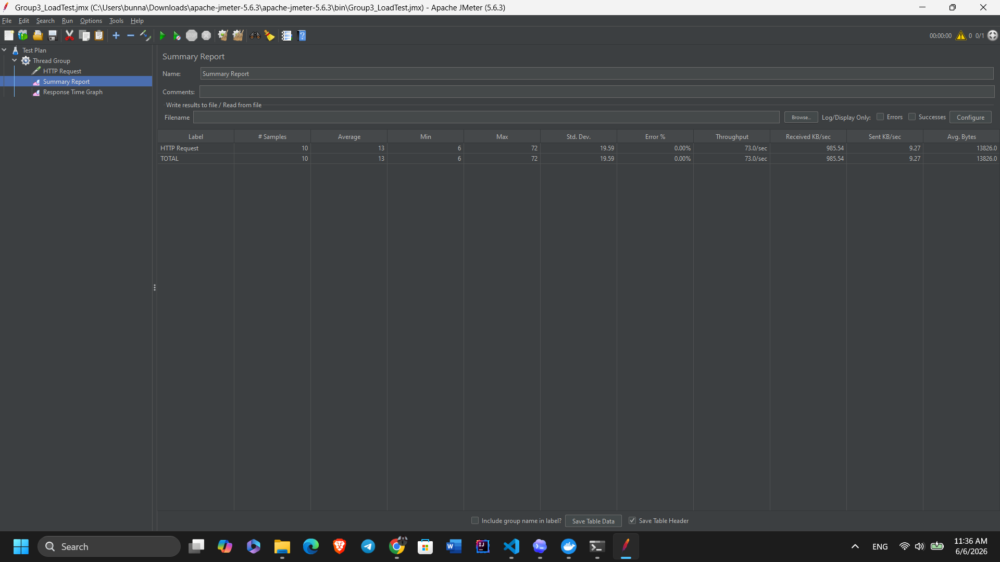 Group3_LoadTest.jmx (C:\Users\bunna\Downloads\apache-jmeter-5.6.3\apache-jmeter-5.6.3\bin\Group3_LoadTest.jmx) - Apache JMeter (5.6.3)
File Edit Search Run Options Tools Help
STOP
00:00:00 0 0/1
Test Plan
Thread Group
HTTP Request
Summary Report
Response Time Graph
Summary Report
Name: Summary Report
Comments:
Write results to file / Read from file
Filename Browse... Log/Display Only: Errors Successes Configure
Label # Samples Average Min Max Std. Dev. Error % Throughput Received KB/sec Sent KB/sec Avg. Bytes
HTTP Request 10 13 6 72 19.59 0.00% 73.0/sec 985.54 9.27 13826.0
TOTAL 10 13 6 72 19.59 0.00% 73.0/sec 985.54 9.27 13826.0
Include group name in label? Save Table Data Save Table Header
Search
ENG
11:36 AM
6/6/2026